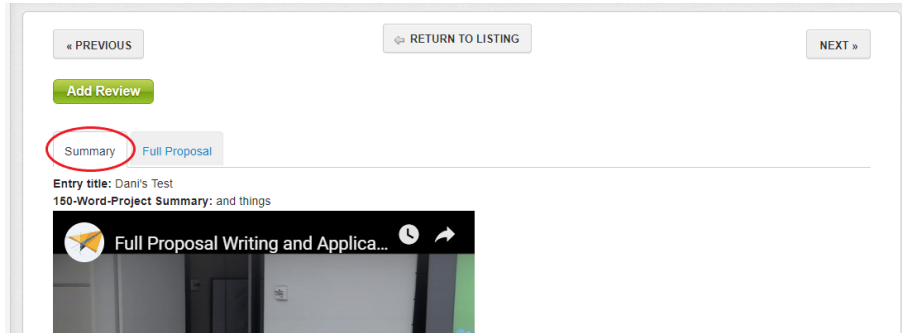 « PREVIOUS
RETURN TO LISTING
NEXT »
Add Review
Summary
Full Proposal
Entry title: Dani's Test
150-Word-Project Summary: and things
Full Proposal Writing and Applica...